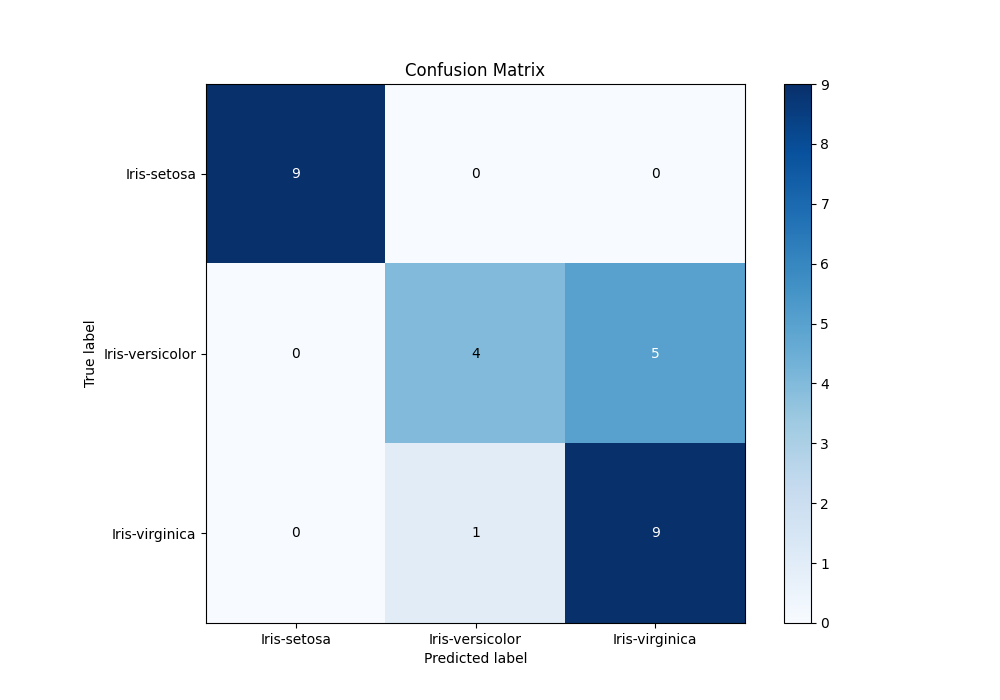 Confusion Matrix
Iris-setosa 9 0 0
Iris-versicolor 0 4 5
Iris-virginica 0 1 9
Iris-setosa Iris-versicolor Iris-virginica
Predicted label
True label
9
8
7
6
5
4
3
2
1
0